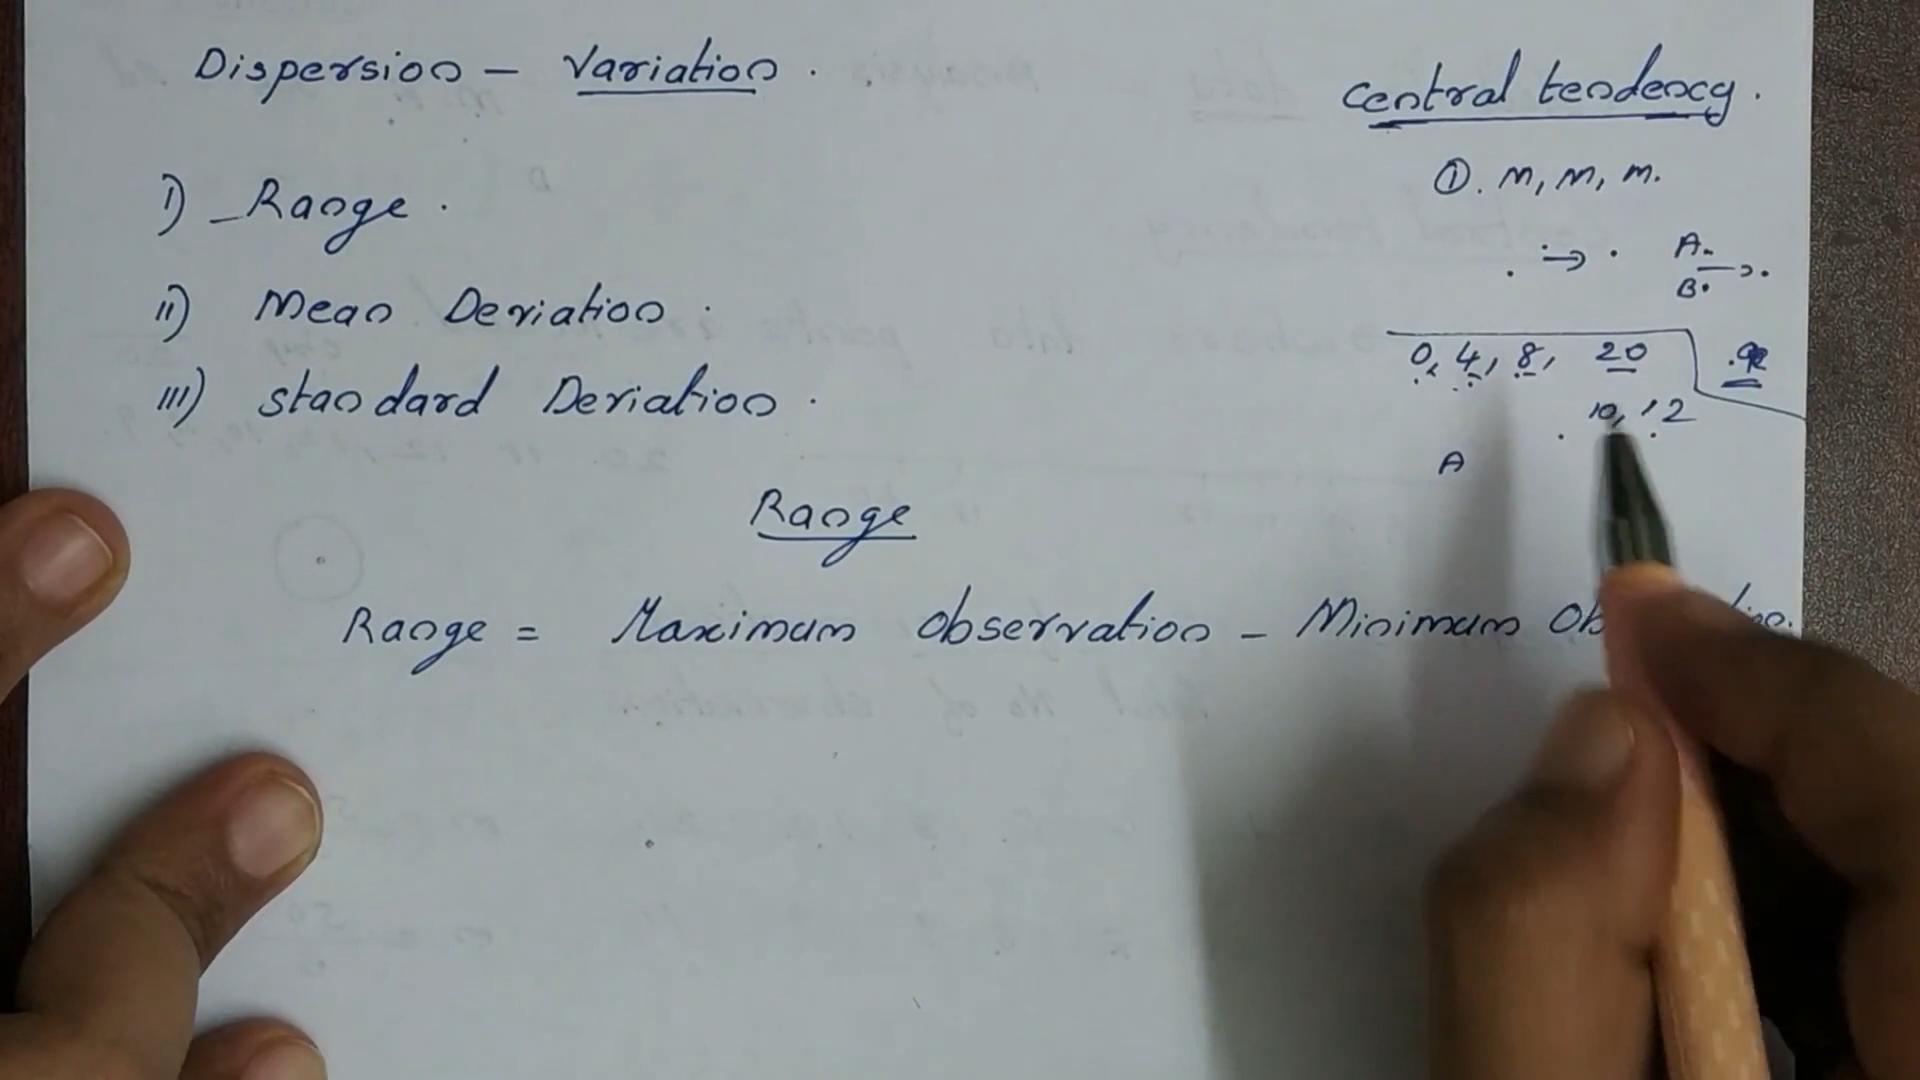 Dispersion - Variation.
i) Range.
ii) Mean Deviation.
iii) Standard Deviation.
Central tendency.
①. M, M, M.
. → . A.
B. → .
0, 4, 8, 20
10, 12
A
Range
Range = Maximum Observation - Minimum Ob